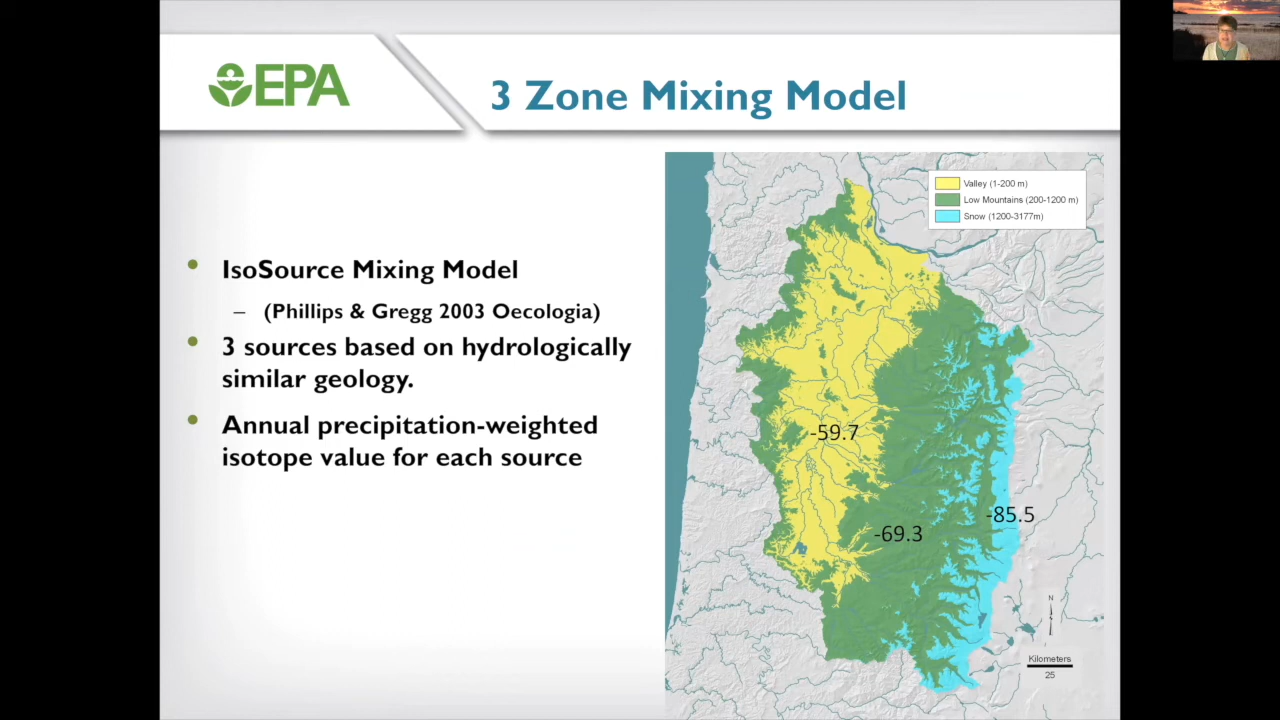 EPA
3 Zone Mixing Model
• IsoSource Mixing Model
– (Phillips & Gregg 2003 Oecologia)
• 3 sources based on hydrologically
similar geology.
• Annual precipitation-weighted
isotope value for each source
Valley (1-200 m)
Low Mountains (200-1200 m)
Snow (1200-3177m)
-59.7
-69.3
-85.5
N
Kilometers
25